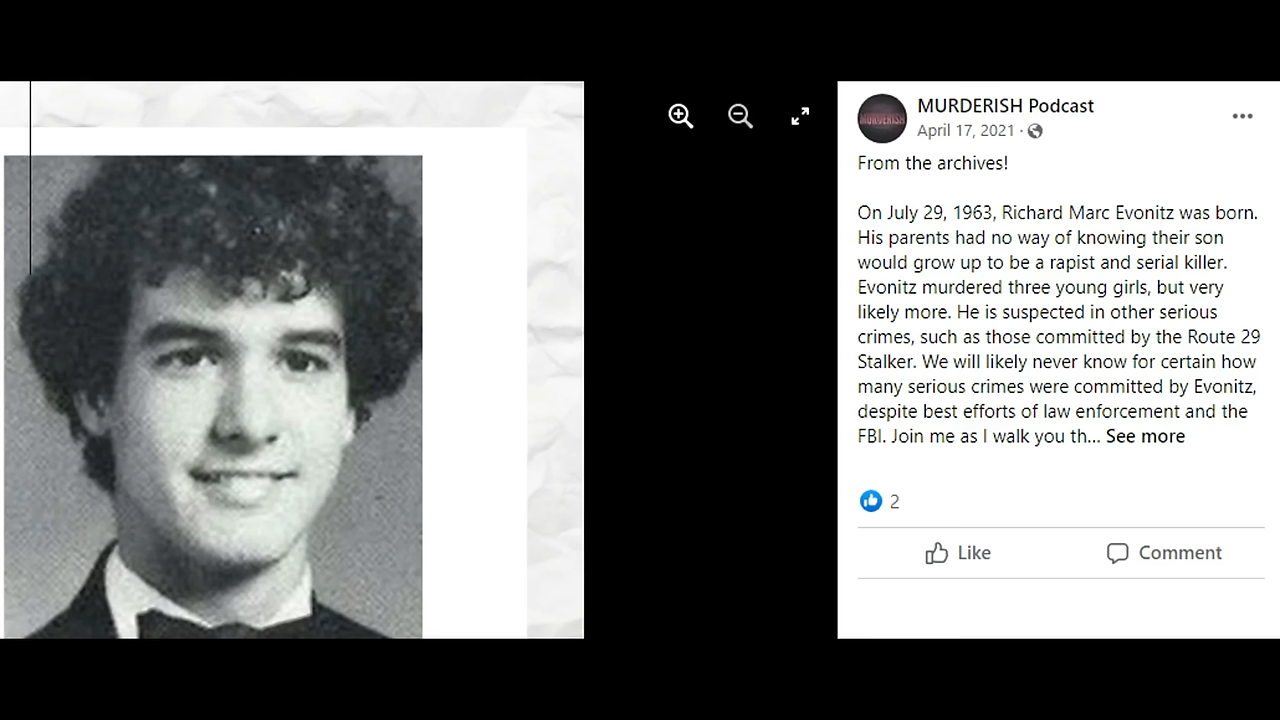 MURDERISH
MURDERISH Podcast
April 17, 2021 ·
From the archives!
On July 29, 1963, Richard Marc Evonitz was born.
His parents had no way of knowing their son
would grow up to be a rapist and serial killer.
Evonitz murdered three young girls, but very
likely more. He is suspected in other serious
crimes, such as those committed by the Route 29
Stalker. We will likely never know for certain how
many serious crimes were committed by Evonitz,
despite best efforts of law enforcement and the
FBI. Join me as I walk you th... See more
2
Like Comment